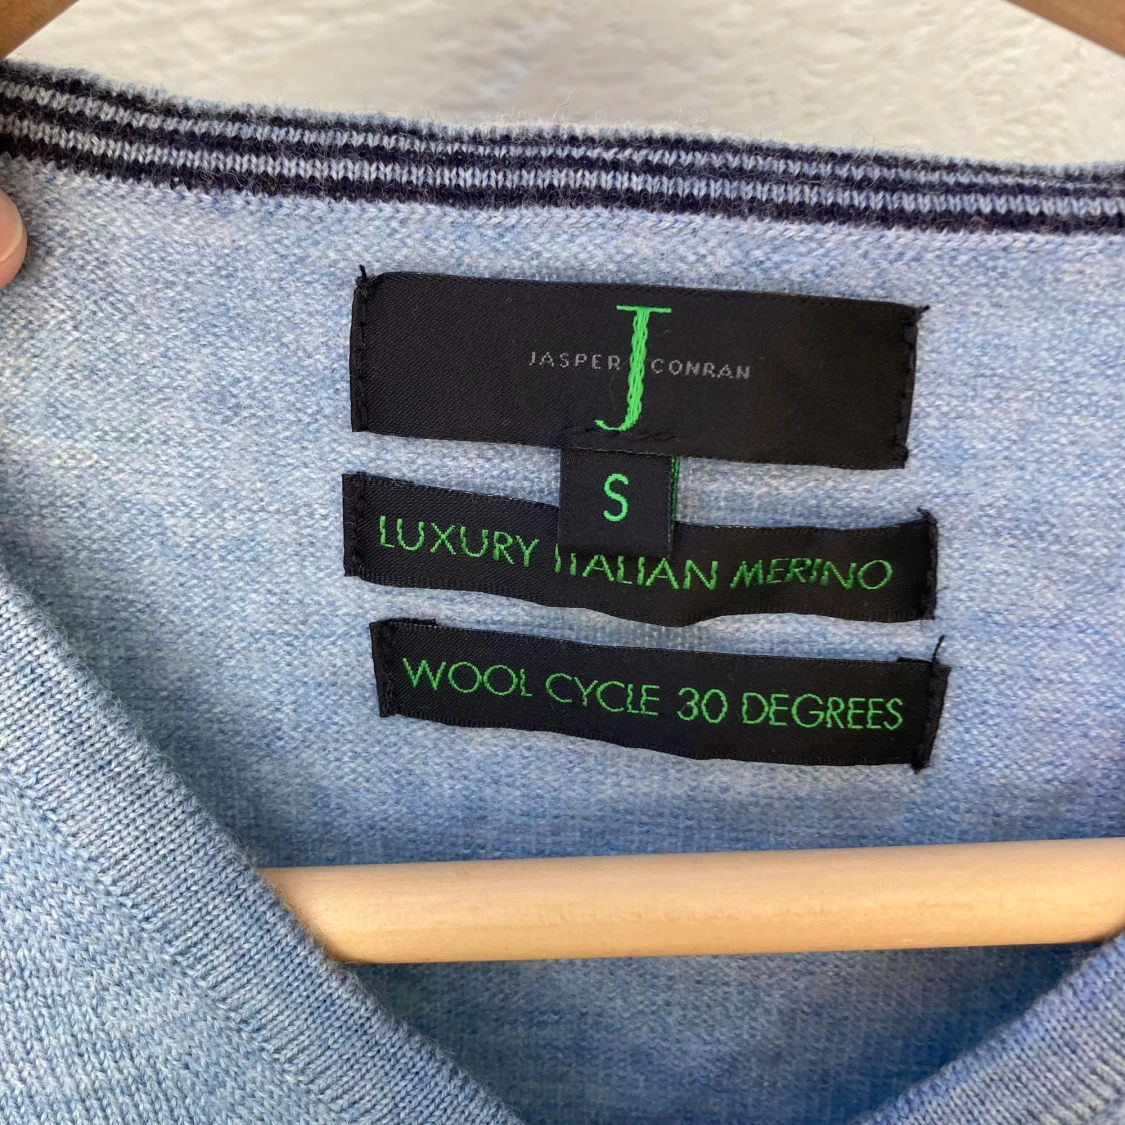 J
JASPER CONRAN
S
LUXURY ITALIAN MERINO
WOOL CYCLE 30 DEGREES